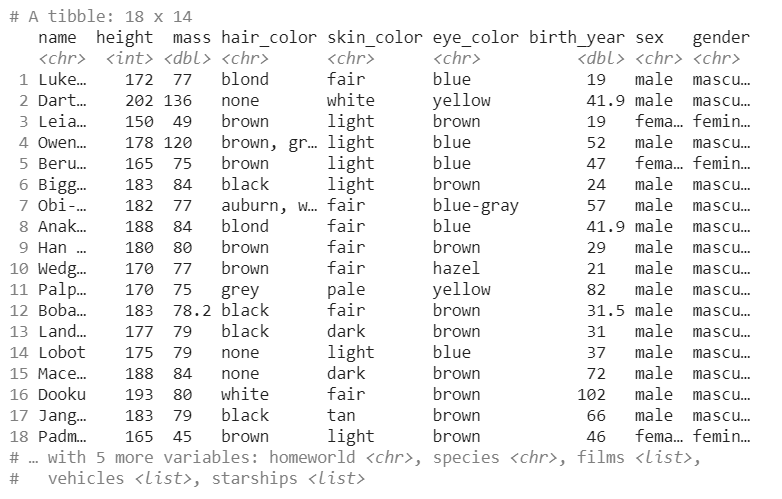 # A tibble: 18 x 14
name height mass hair_color skin_color eye_color birth_year sex gender
<chr> <int> <dbl> <chr> <chr> <chr> <dbl> <chr> <chr>
1 Luke… 172 77 blond fair blue 19 male mascu…
2 Dart… 202 136 none white yellow 41.9 male mascu…
3 Leia… 150 49 brown light brown 19 fema… femin…
4 Owen… 178 120 brown, gr… light blue 52 male mascu…
5 Beru… 165 75 brown light blue 47 fema… femin…
6 Bigg… 183 84 black light brown 24 male mascu…
7 Obi-… 182 77 auburn, w… fair blue-gray 57 male mascu…
8 Anak… 188 84 blond fair blue 41.9 male mascu…
9 Han … 180 80 brown fair brown 29 male mascu…
10 Wedg… 170 77 brown fair hazel 21 male mascu…
11 Palp… 170 75 grey pale yellow 82 male mascu…
12 Boba… 183 78.2 black fair brown 31.5 male mascu…
13 Land… 177 79 black dark brown 31 male mascu…
14 Lobot 175 79 none light blue 37 male mascu…
15 Mace… 188 84 none dark brown 72 male mascu…
16 Dooku 193 80 white fair brown 102 male mascu…
17 Jang… 183 79 black tan brown 66 male mascu…
18 Padm… 165 45 brown light brown 46 fema… femin…
# … with 5 more variables: homeworld <chr>, species <chr>, films <list>,
# vehicles <list>, starships <list>